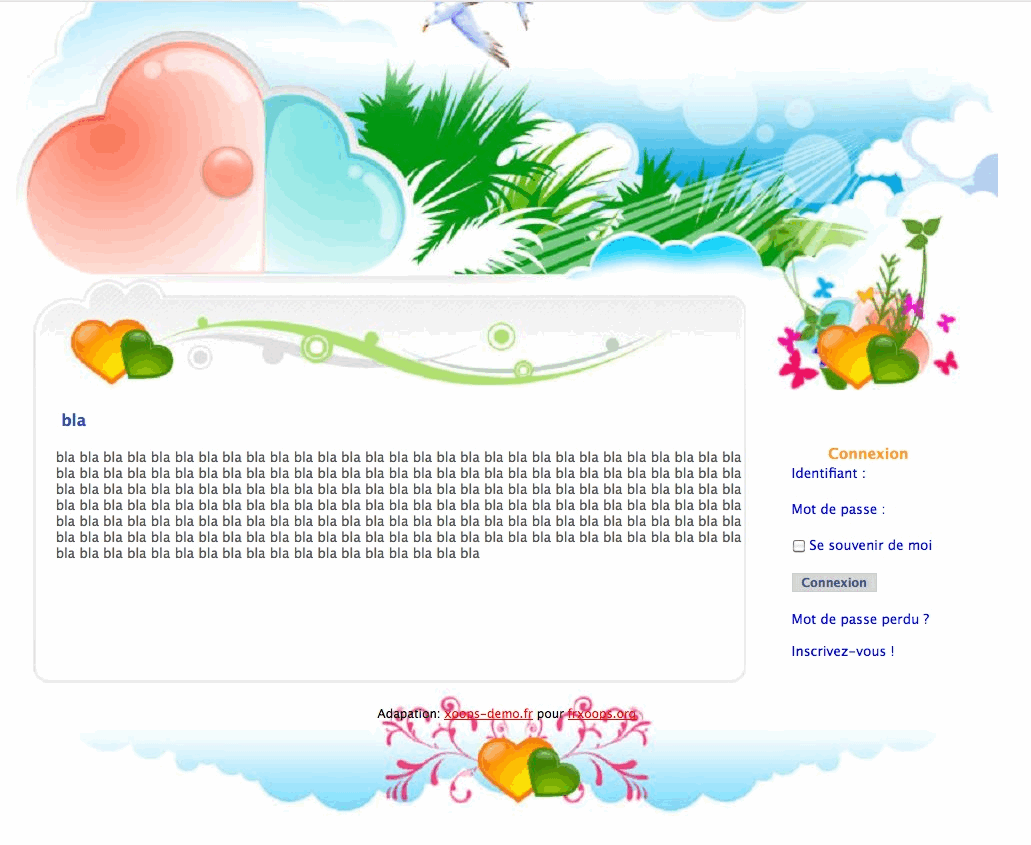 bla
bla bla bla bla bla bla bla bla bla bla bla bla bla bla bla bla bla bla bla bla bla bla bla bla bla bla bla bla bla
bla bla bla bla bla bla bla bla bla bla bla bla bla bla bla bla bla bla bla bla bla bla bla bla bla bla bla bla bla
bla bla bla bla bla bla bla bla bla bla bla bla bla bla bla bla bla bla bla bla bla bla bla bla bla bla bla bla bla
bla bla bla bla bla bla bla bla bla bla bla bla bla bla bla bla bla bla bla bla bla bla bla bla bla bla bla bla bla
bla bla bla bla bla bla bla bla bla bla bla bla bla bla bla bla bla bla bla bla bla bla bla bla bla bla bla bla bla
bla bla bla bla bla bla bla bla bla bla bla bla bla bla bla bla bla bla bla bla bla bla bla bla bla bla bla bla bla
bla bla bla bla bla bla bla bla bla bla bla bla bla bla bla bla bla bla
Connexion
Identifiant :
Mot de passe :
Se souvenir de moi
Connexion
Mot de passe perdu ?
Inscrivez-vous !
Adapation: xoops-demo.fr pour frxoops.org